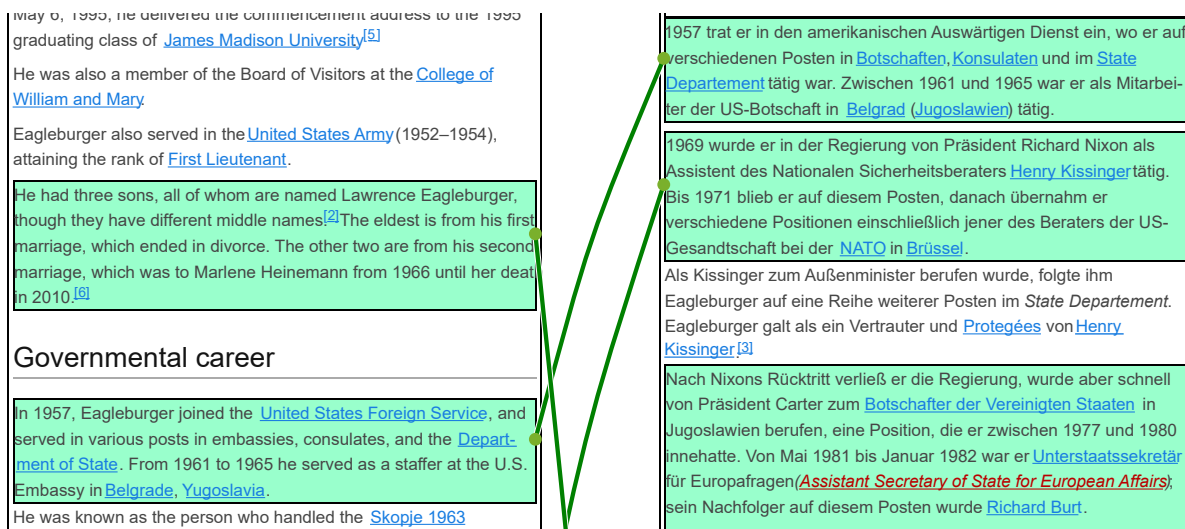 May 6, 1995, he delivered the commencement address to the 1995
graduating class of James Madison University[5]
He was also a member of the Board of Visitors at the College of
William and Mary.
Eagleburger also served in the United States Army (1952–1954),
attaining the rank of First Lieutenant.
He had three sons, all of whom are named Lawrence Eagleburger,
though they have different middle names[2] The eldest is from his first
marriage, which ended in divorce. The other two are from his second
marriage, which was to Marlene Heinemann from 1966 until her deat
in 2010.[6]
Governmental career
In 1957, Eagleburger joined the United States Foreign Service, and
served in various posts in embassies, consulates, and the Depart-
ment of State. From 1961 to 1965 he served as a staffer at the U.S.
Embassy in Belgrade, Yugoslavia.
He was known as the person who handled the Skopje 1963
1957 trat er in den amerikanischen Auswärtigen Dienst ein, wo er auf
verschiedenen Posten in Botschaften, Konsulaten und im State
Departement tätig war. Zwischen 1961 und 1965 war er als Mitarbei-
ter der US-Botschaft in Belgrad (Jugoslawien) tätig.
1969 wurde er in der Regierung von Präsident Richard Nixon als
Assistent des Nationalen Sicherheitsberaters Henry Kissinger tätig.
Bis 1971 blieb er auf diesem Posten, danach übernahm er
verschiedene Positionen einschließlich jener des Beraters der US-
Gesandtschaft bei der NATO in Brüssel.
Als Kissinger zum Außenminister berufen wurde, folgte ihm
Eagleburger auf eine Reihe weiterer Posten im State Departement.
Eagleburger galt als ein Vertrauter und Protegées von Henry
Kissinger.[3]
Nach Nixons Rücktritt verließ er die Regierung, wurde aber schnell
von Präsident Carter zum Botschafter der Vereinigten Staaten in
Jugoslawien berufen, eine Position, die er zwischen 1977 und 1980
innehatte. Von Mai 1981 bis Januar 1982 war er Unterstaatssekretär
für Europafragen (Assistant Secretary of State for European Affairs);
sein Nachfolger auf diesem Posten wurde Richard Burt.